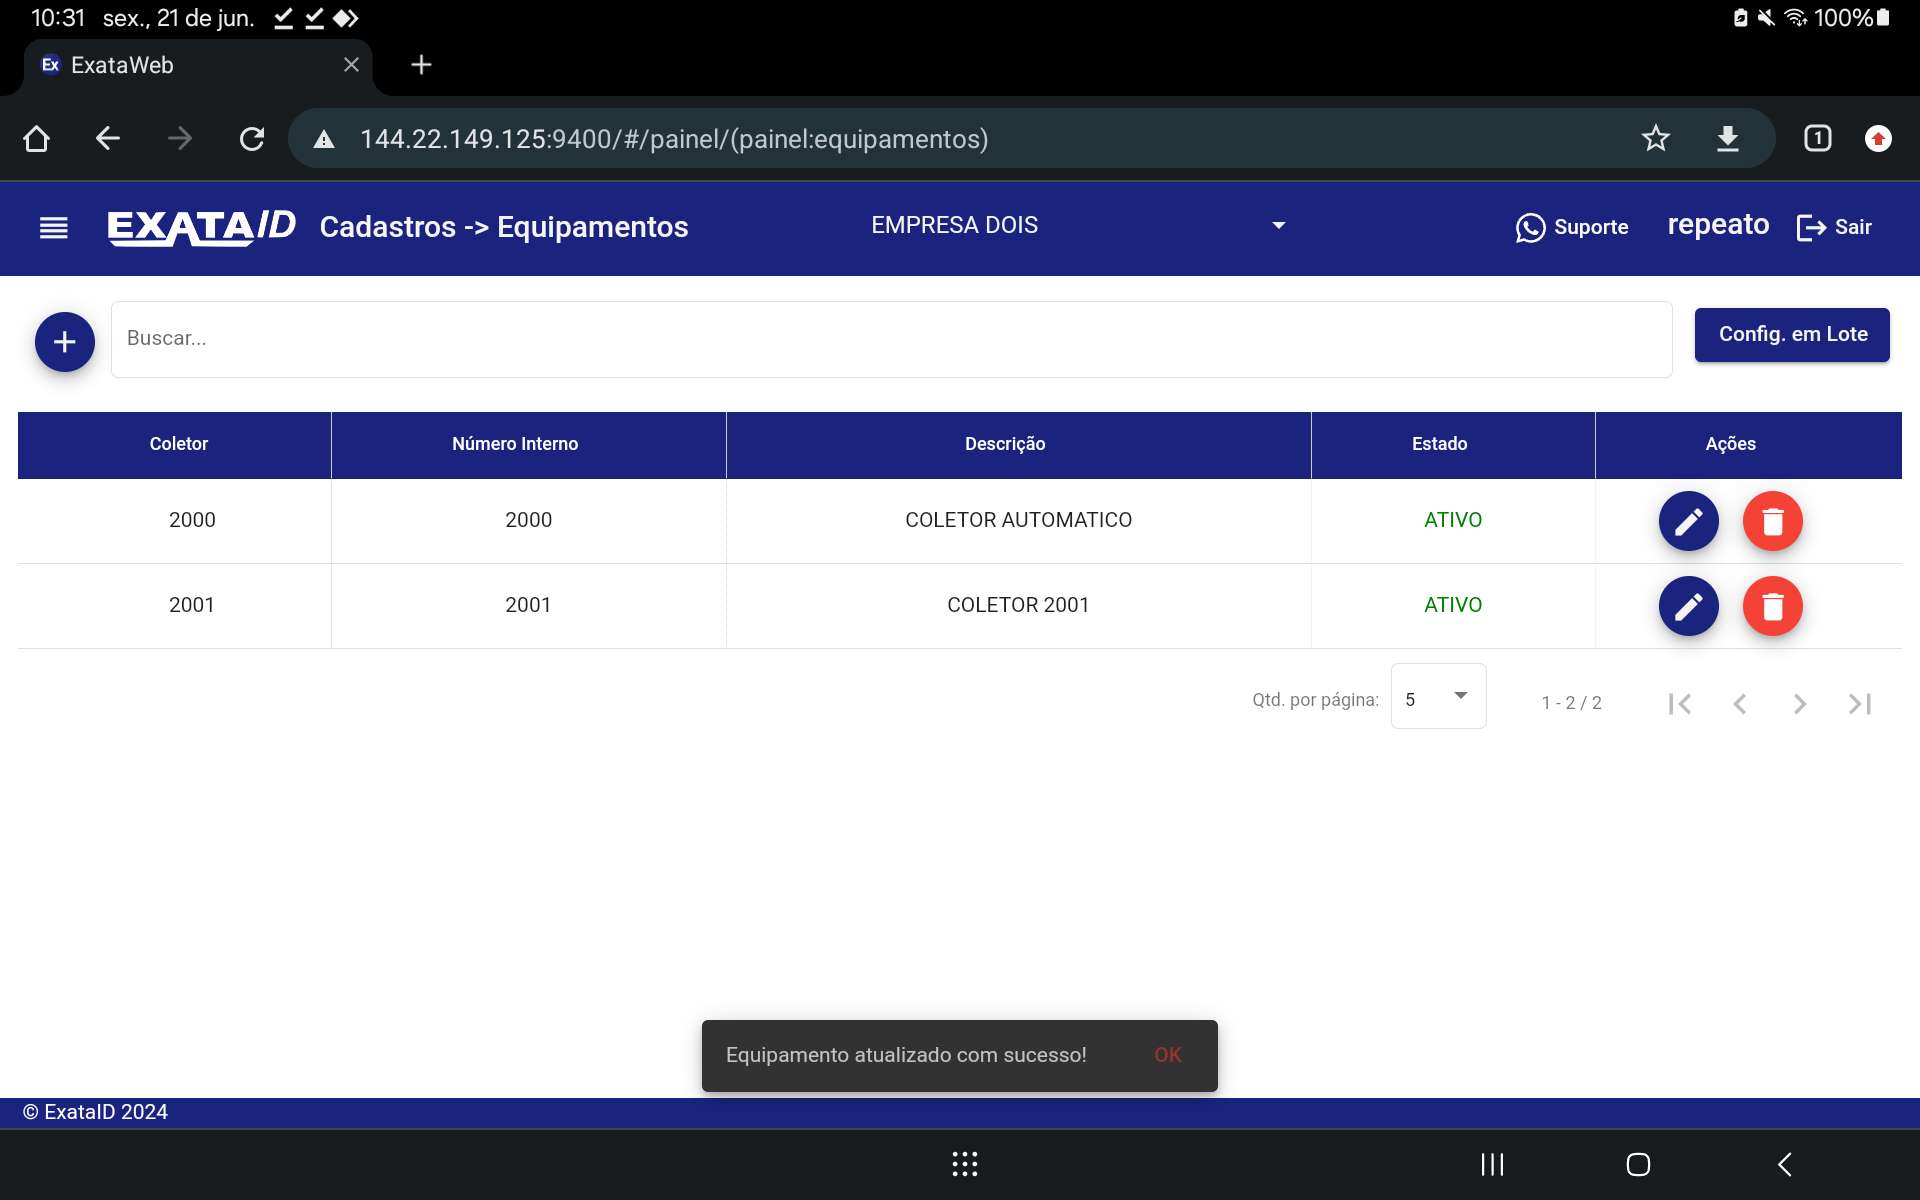 10:31 sex., 21 de jun. 100%
Ex ExataWeb
144.22.149.125:9400/#/painel/(painel:equipamentos) 1
EXATAID Cadastros -> Equipamentos EMPRESA DOIS Suporte repeato Sair
Buscar... Config. em Lote
Coletor Número Interno Descrição Estado Ações
2000 2000 COLETOR AUTOMATICO ATIVO
2001 2001 COLETOR 2001 ATIVO
Qtd. por página: 5 1 - 2 / 2
Equipamento atualizado com sucesso! OK
© ExataID 2024